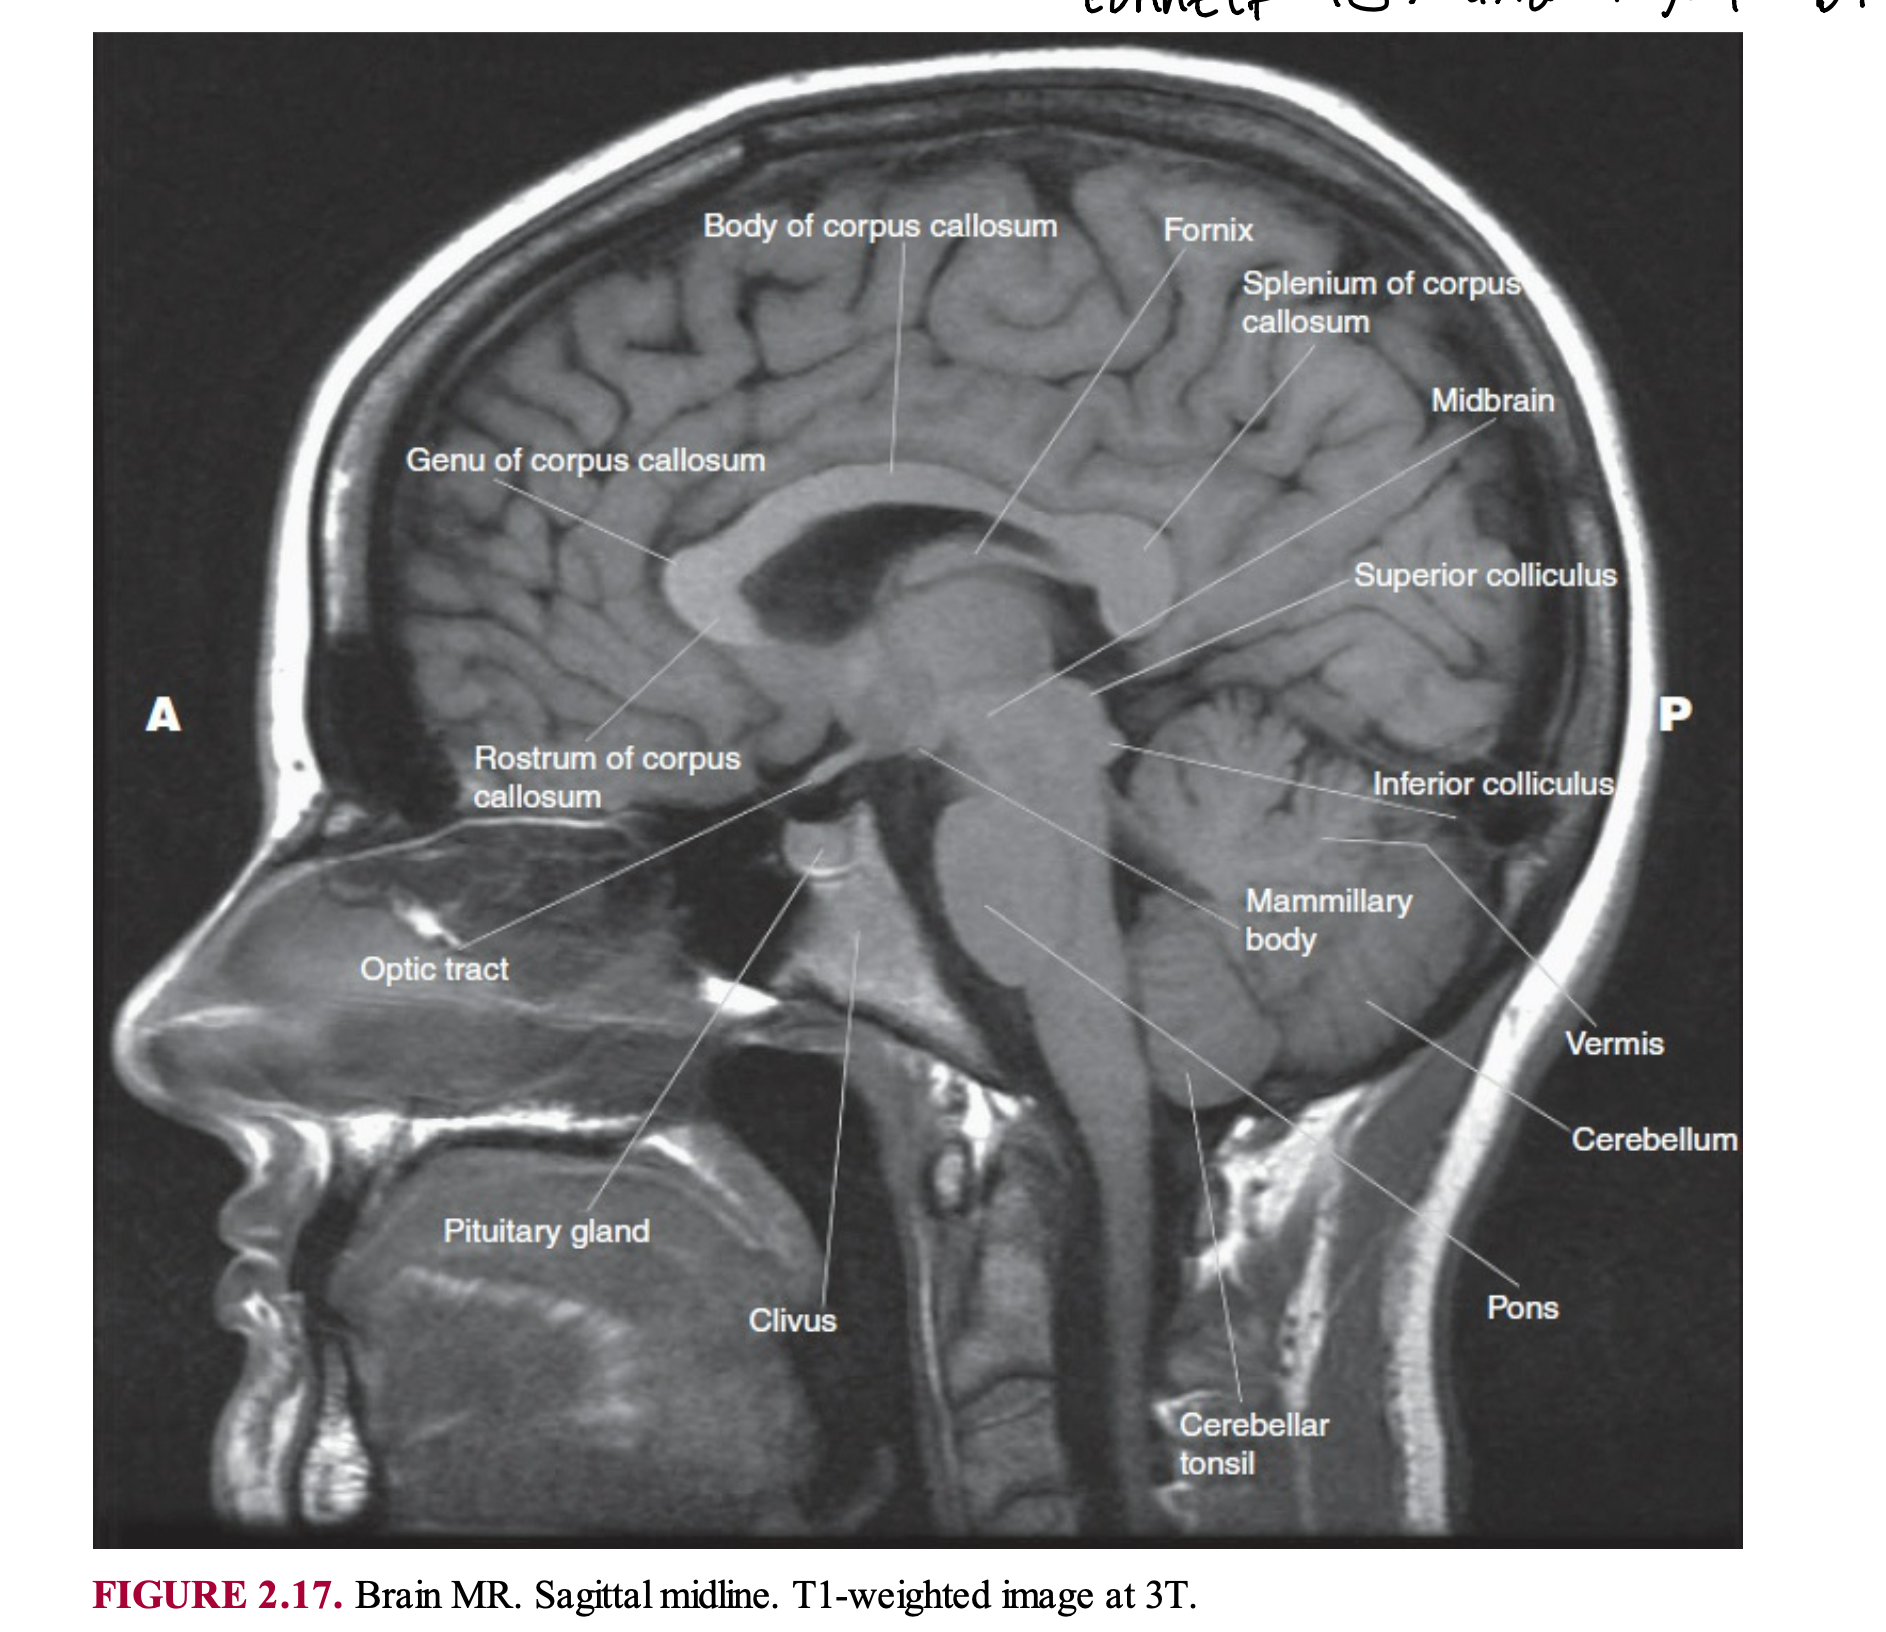 Body of corpus callosum
Fornix
Splenium of corpus
callosum
Midbrain
Genu of corpus callosum
Superior colliculus
A
P
Rostrum of corpus
callosum
Inferior colliculus
Mammillary
body
Optic tract
Vermis
Cerebellum
Pituitary gland
Clivus
Pons
Cerebellar
tonsil
FIGURE 2.17. Brain MR. Sagittal midline. T1-weighted image at 3T.